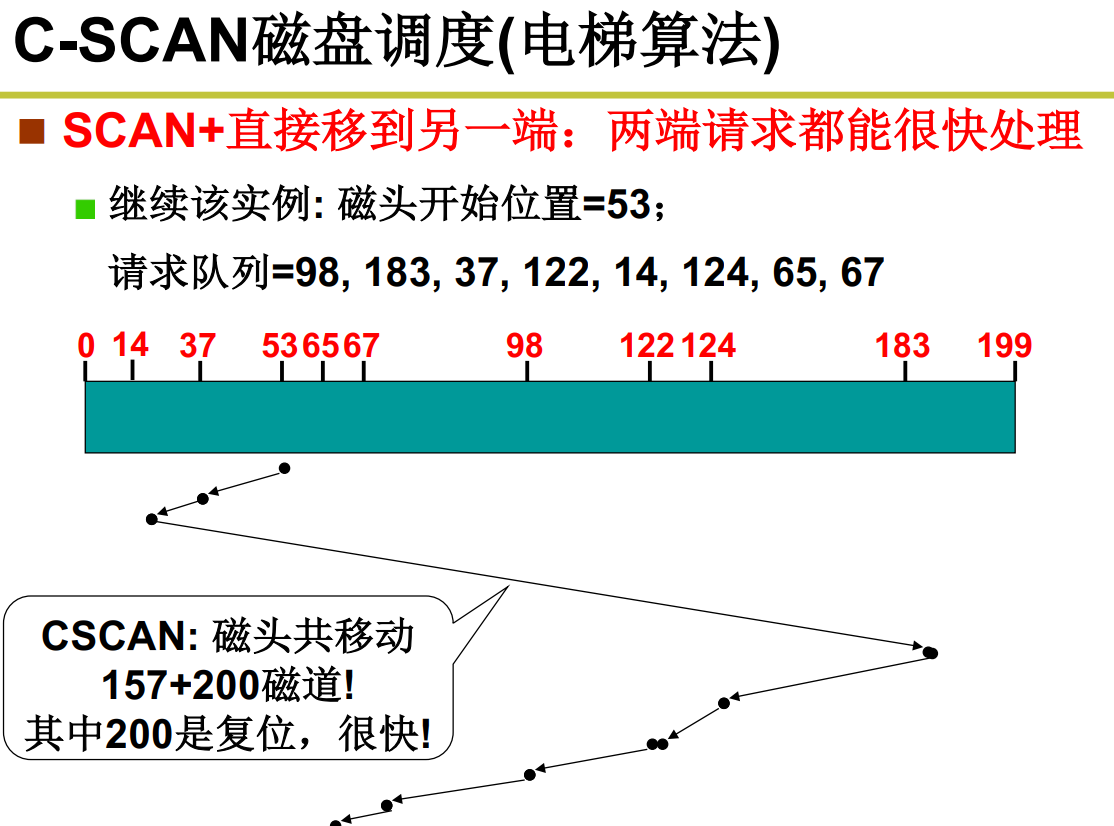 C-SCAN磁盘调度(电梯算法)
SCAN+直接移到另一端：两端请求都能很快处理
继续该实例: 磁头开始位置=53；
请求队列=98, 183, 37, 122, 14, 124, 65, 67
0 14 37 53 65 67 98 122 124 183 199
CSCAN: 磁头共移动
157+200磁道!
其中200是复位，很快!